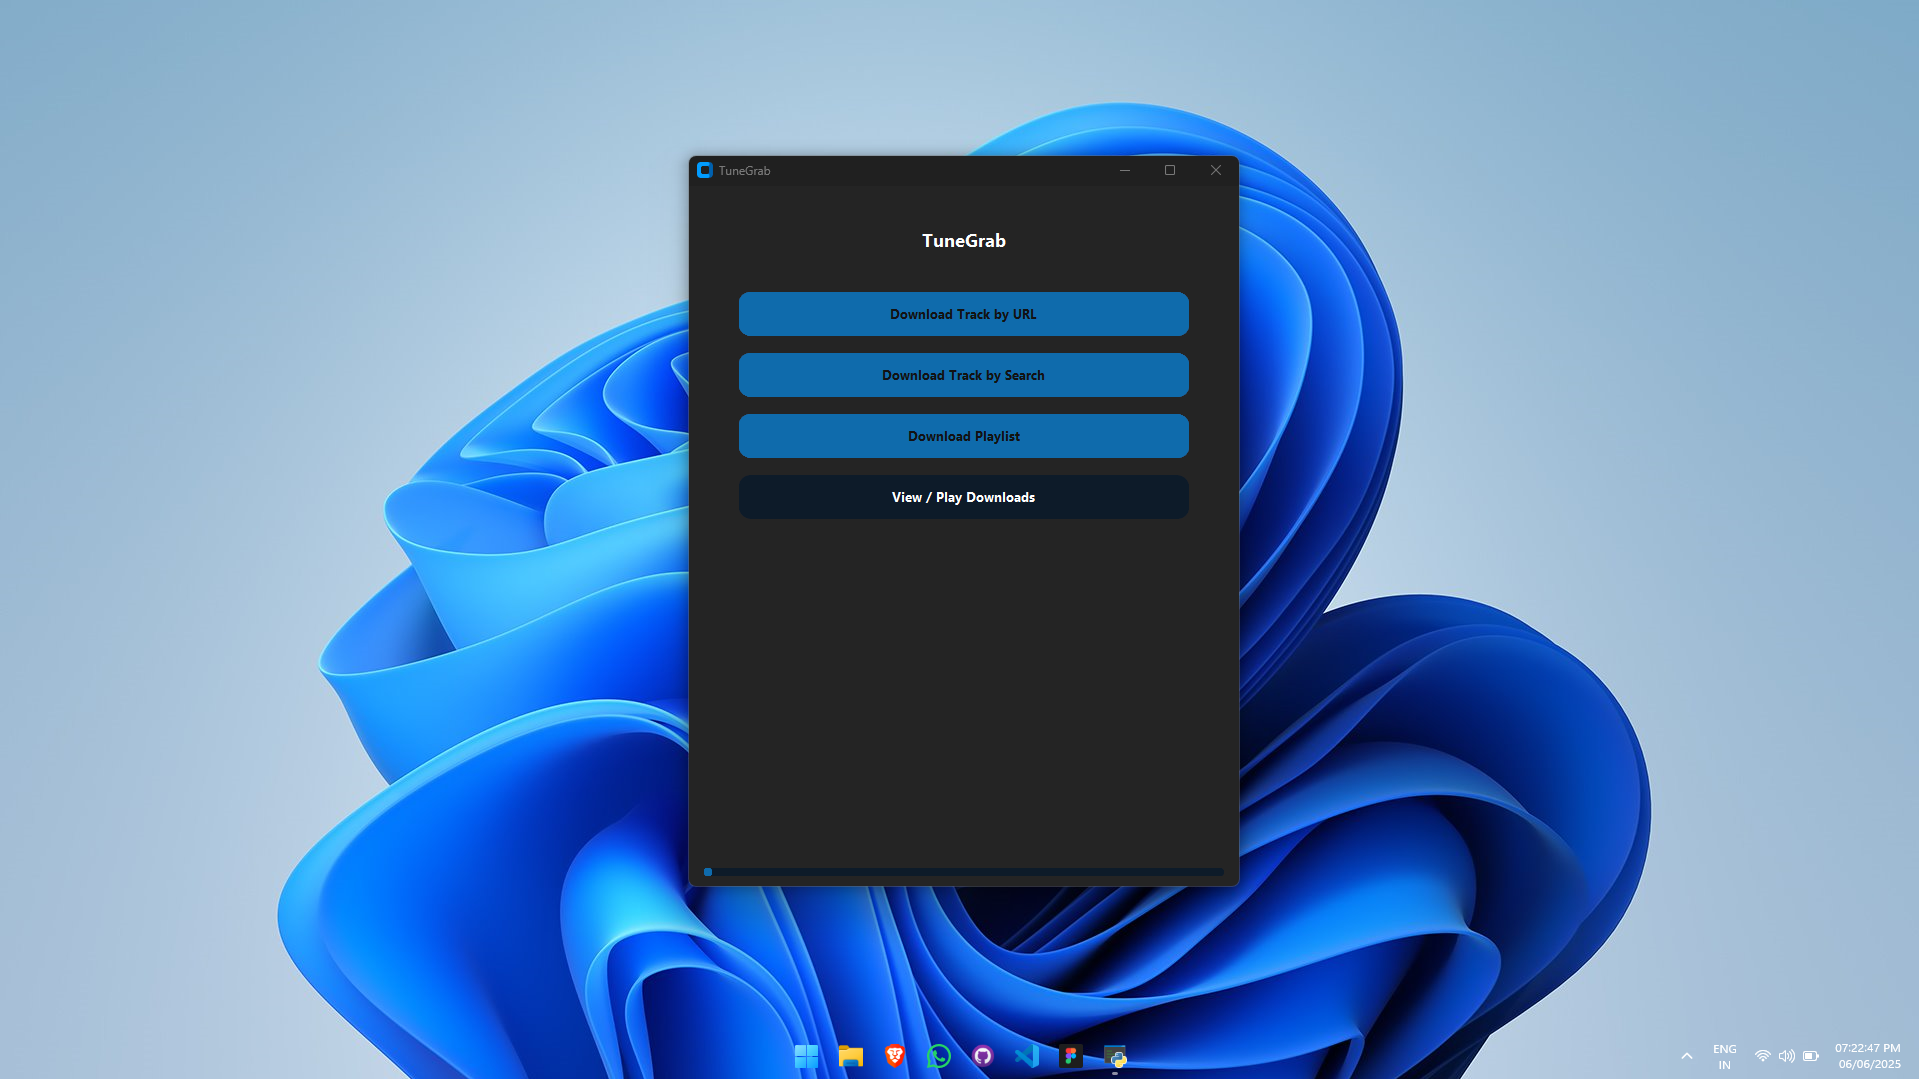 TuneGrab
TuneGrab
Download Track by URL
Download Track by Search
Download Playlist
View / Play Downloads
ENG
IN
07:22:47 PM
06/06/2025